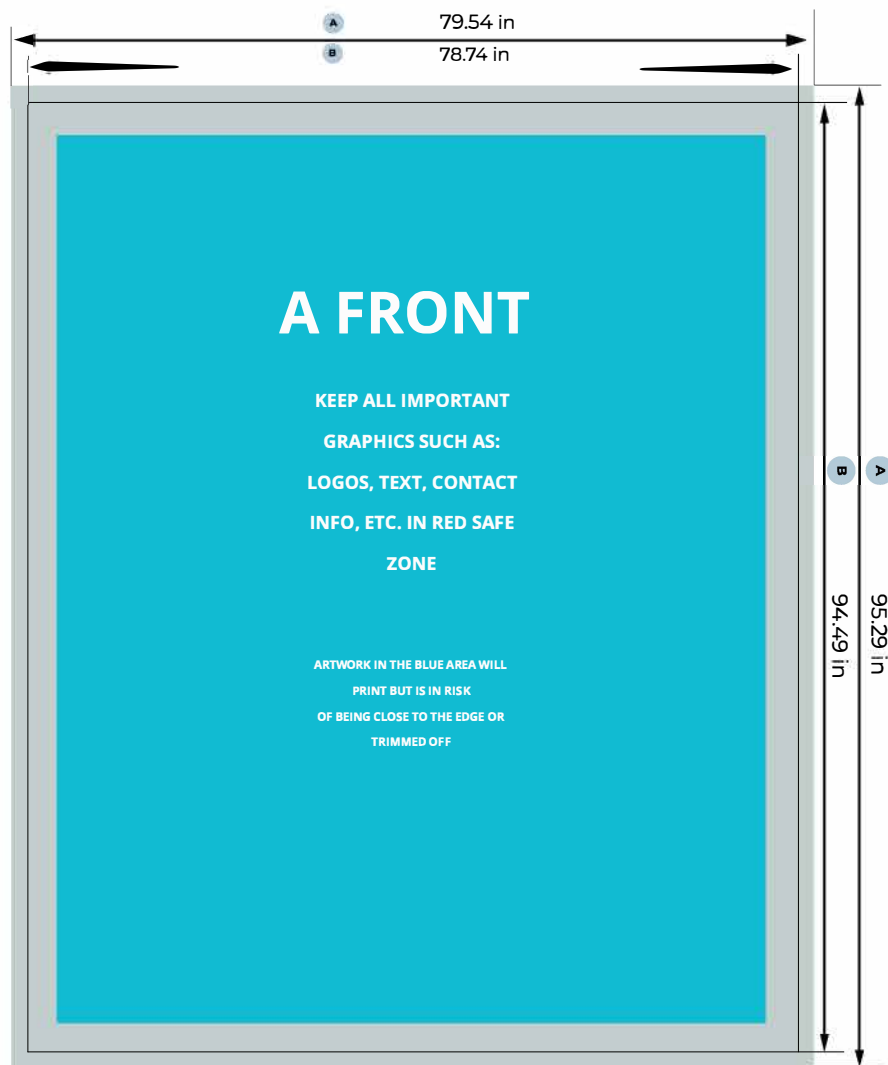 A 79.54 in
B 78.74 in
A FRONT
KEEP ALL IMPORTANT
GRAPHICS SUCH AS:
LOGOS, TEXT, CONTACT
INFO, ETC. IN RED SAFE
ZONE
ARTWORK IN THE BLUE AREA WILL
PRINT BUT IS IN RISK
OF BEING CLOSE TO THE EDGE OR
TRIMMED OFF
B 94.49 in
A 95.29 in